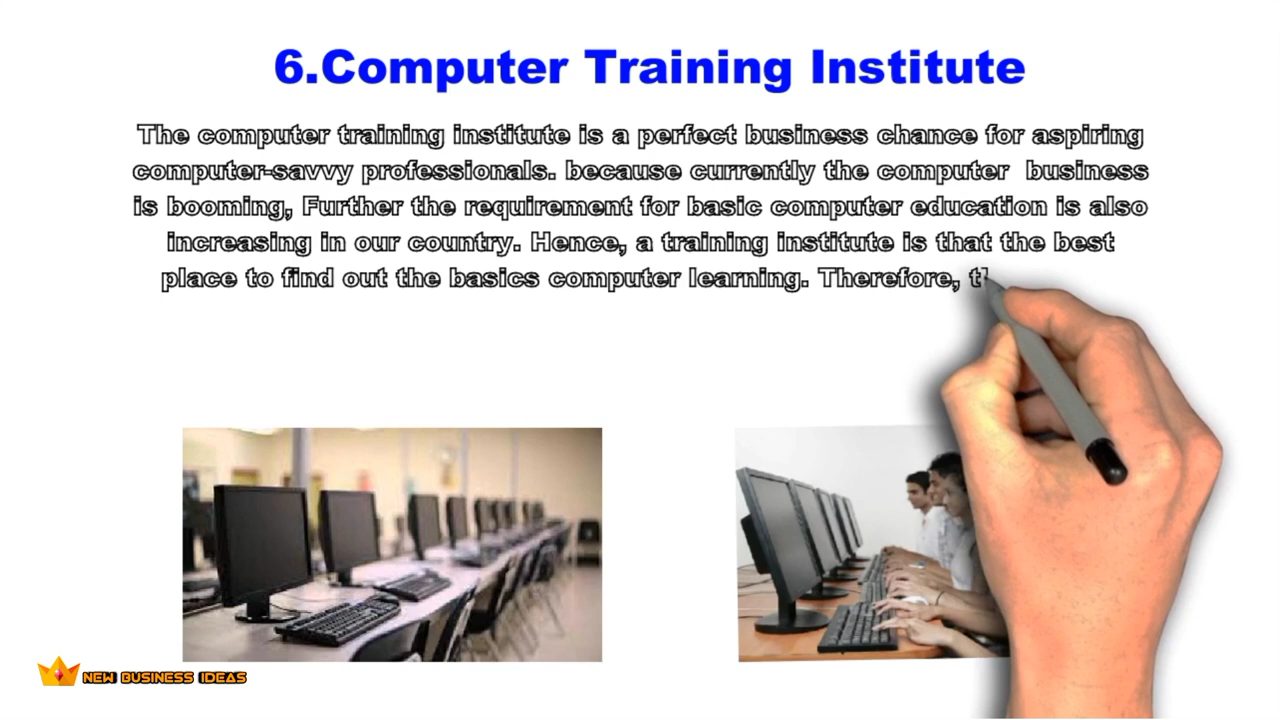 6.Computer Training Institute
The computer training institute is a perfect business chance for aspiring
computer-savvy professionals. because currently the computer business
is booming, Further the requirement for basic computer education is also
increasing in our country. Hence, a training institute is that the best
place to find out the basics computer learning. Therefore,
NEW BUSINESS IDEAS